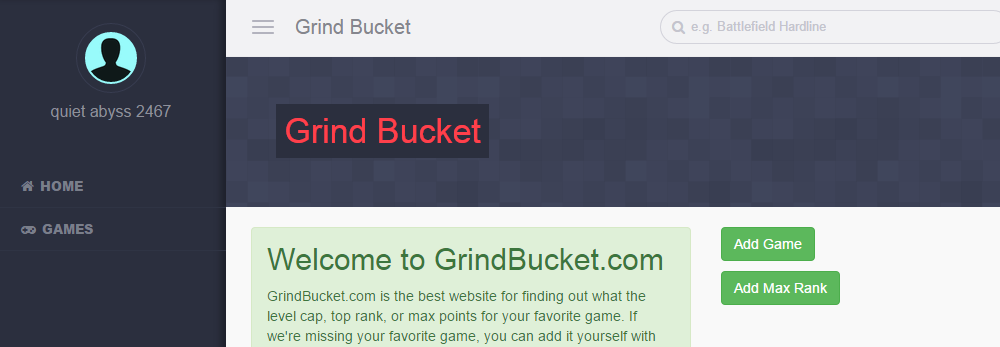 quiet abyss 2467
HOME
GAMES
Grind Bucket
e.g. Battlefield Hardline
Grind Bucket
Welcome to GrindBucket.com
GrindBucket.com is the best website for finding out what the
level cap, top rank, or max points for your favorite game. If
we're missing your favorite game, you can add it yourself with
Add Game
Add Max Rank